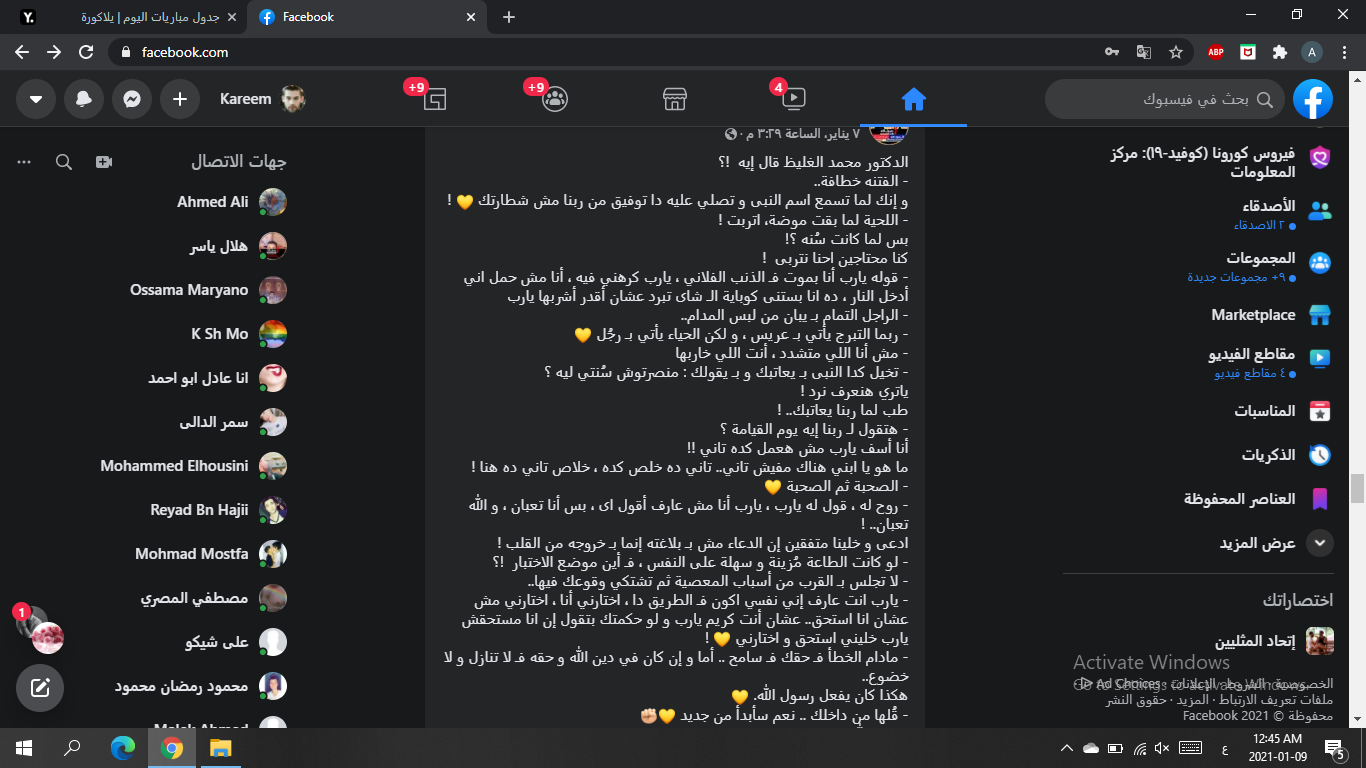 جدول مباريات اليوم | يلاكورة
Facebook
facebook.com
ABP
A
Kareem
+9
+9
4
بحث في فيسبوك
جهات الاتصال
Ahmed Ali
هلال ياسر
Ossama Maryano
K Sh Mo
انا عادل ابو احمد
سمر الدالى
Mohammed Elhousini
Reyad Bn Hajii
Mohmad Mostfa
مصطفي المصري
على شيكو
محمود رمضان محمود
Malak Ahmed
1
٧ يناير، الساعة ٣:٢٩ م ·
الدكتور محمد الغليظ قال إيه !؟
- الفتنه خطافة..
و إنك لما تسمع اسم النبى و تصلي عليه دا توفيق من ربنا مش شطارتك 💛 !
- اللحية لما بقت موضة، اتربت !
بس لما كانت سُنه ؟!
كنا محتاجين احنا نتربى !
- قوله يارب أنا بموت فـ الذنب الفلاني ، يارب كرهني فيه ، أنا مش حمل اني
أدخل النار ، ده انا بستنى كوباية الـ شاى تبرد عشان أقدر أشربها يارب
- الراجل التمام بـ يبان من لبس المدام..
- ربما التبرج يأتي بـ عريس ، و لكن الحياء يأتي بـ رجُل 💛
- مش أنا اللي متشدد ، أنت اللي خاربها
- تخيل كدا النبى بـ يعاتبك و بـ يقولك : منصرتوش سُنتي ليه ؟
ياتري هنعرف نرد !
طب لما ربنا يعاتبك.. !
- هتقول لـ ربنا إيه يوم القيامة ؟
أنا أسف يارب مش هعمل كده تاني !!
ما هو يا ابني هناك مفيش تاني.. تاني ده خلص كده ، خلاص تاني ده هنا !
- الصحبة ثم الصحبة 💛
- روح له ، قول له يارب ، يارب أنا مش عارف أقول اى ، بس أنا تعبان ، و الله
تعبان.. !
ادعى و خلينا متفقين إن الدعاء مش بـ بلاغته إنما بـ خروجه من القلب !
- لو كانت الطاعة مُزينة و سهلة على النفس ، فـ أين موضع الاختبار !؟
- لا تجلس بـ القرب من أسباب المعصية ثم تشتكي وقوعك فيها..
- يارب انت عارف إني نفسي اكون فـ الطريق دا ، اختارني أنا ، اختارني مش
عشان انا استحق.. عشان أنت كريم يارب و لو حكمتك بتقول إن انا مستحقش
يارب خليني استحق و اختارني 💛 !
- مادام الخطأ فـ حقك فـ سامح .. أما و إن كان في دين الله و حقه فـ لا تنازل و لا
خضوع..
هكذا كان يفعل رسول الله. 💛
- قُلها من داخلك .. نعم سأبدأ من جديد 💛✊🏼
فيروس كورونا (كوفيد-١٩): مركز
المعلومات
الأصدقاء
٢ الاصدقاء
المجموعات
٩+ مجموعات جديدة
Marketplace
مقاطع الفيديو
٤ مقاطع فيديو
المناسبات
الذكريات
العناصر المحفوظة
عرض المزيد
اختصاراتك
إتحاد المثليين
Activate Windows
Go to Settings to activate Windows.
الخصوصية · الشروط · الإعلانات · Ad Choices
ملفات تعريف الارتباط · المزيد · حقوق النشر
محفوظة © Facebook 2021
ع
12:45 AM
2021-01-09
5